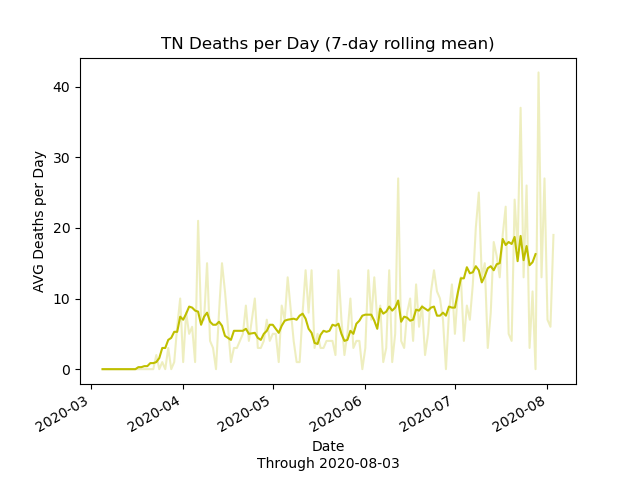 TN Deaths per Day (7-day rolling mean)
AVG Deaths per Day
40
30
20
10
0
2020-03
2020-04
2020-05
2020-06
2020-07
2020-08
Date
Through 2020-08-03